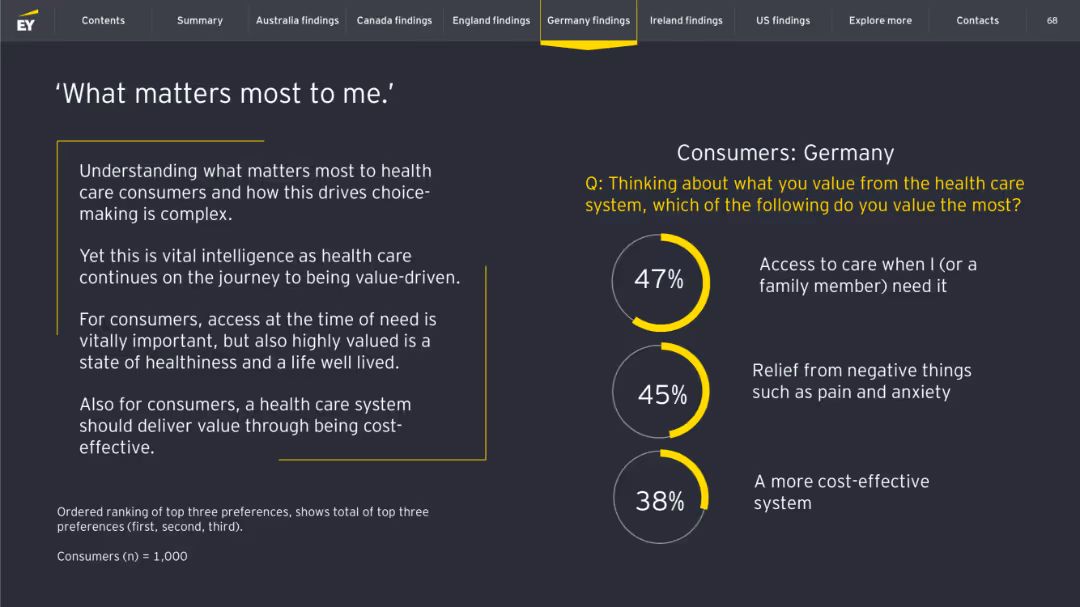 EY
Contents
Summary
Australia findings
Canada findings
England findings
Germany findings
Ireland findings
US findings
Explore more
Contacts
68
‘What matters most to me.’
Understanding what matters most to health
care consumers and how this drives choice-
making is complex.
Yet this is vital intelligence as health care
continues on the journey to being value-driven.
For consumers, access at the time of need is
vitally important, but also highly valued is a
state of healthiness and a life well lived.
Also for consumers, a health care system
should deliver value through being cost-
effective.
Ordered ranking of top three preferences, shows total of top three
preferences (first, second, third).
Consumers (n) = 1,000
Consumers: Germany
Q: Thinking about what you value from the health care
system, which of the following do you value the most?
47%
Access to care when I (or a
family member) need it
45%
Relief from negative things
such as pain and anxiety
38%
A more cost-effective
system